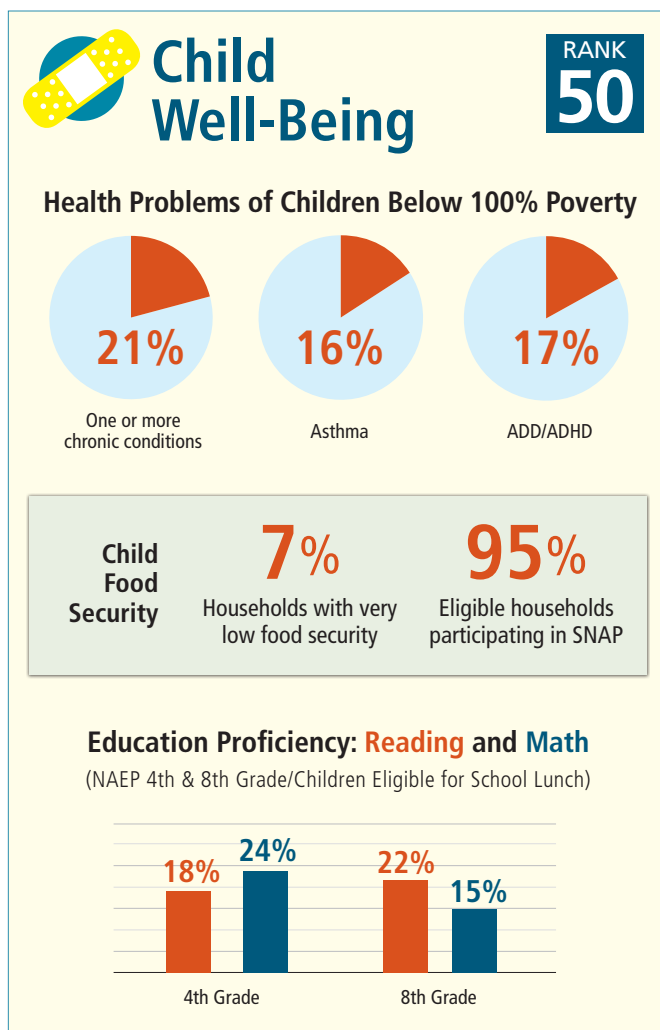 Child
Well-Being
RANK
50
Health Problems of Children Below 100% Poverty
21%
16%
17%
One or more
chronic conditions
Asthma
ADD/ADHD
Child
Food
Security
7%
Households with very
low food security
95%
Eligible households
participating in SNAP
Education Proficiency: Reading and Math
(NAEP 4th & 8th Grade/Children Eligible for School Lunch)
18%
24%
22%
15%
4th Grade
8th Grade